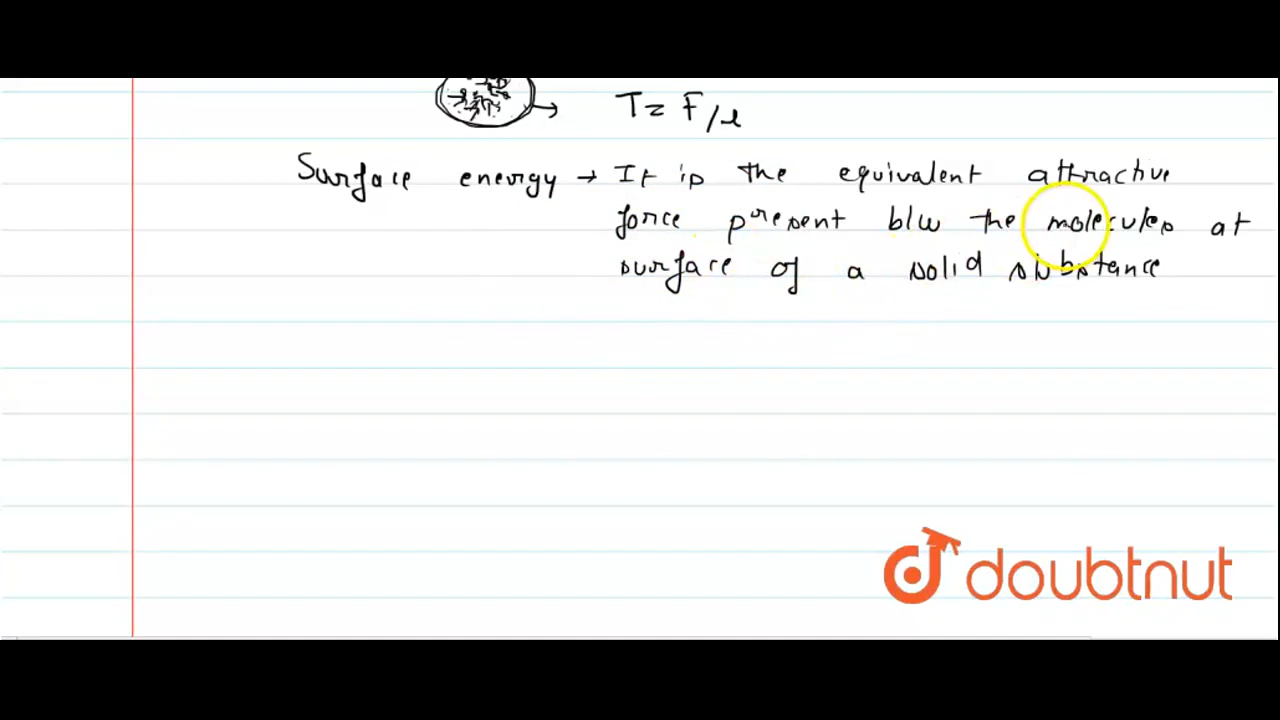 T = F/l
Surface energy → It is the equivalent attractive
force present b/w the molecules at
surface of a solid substance
doubtnut